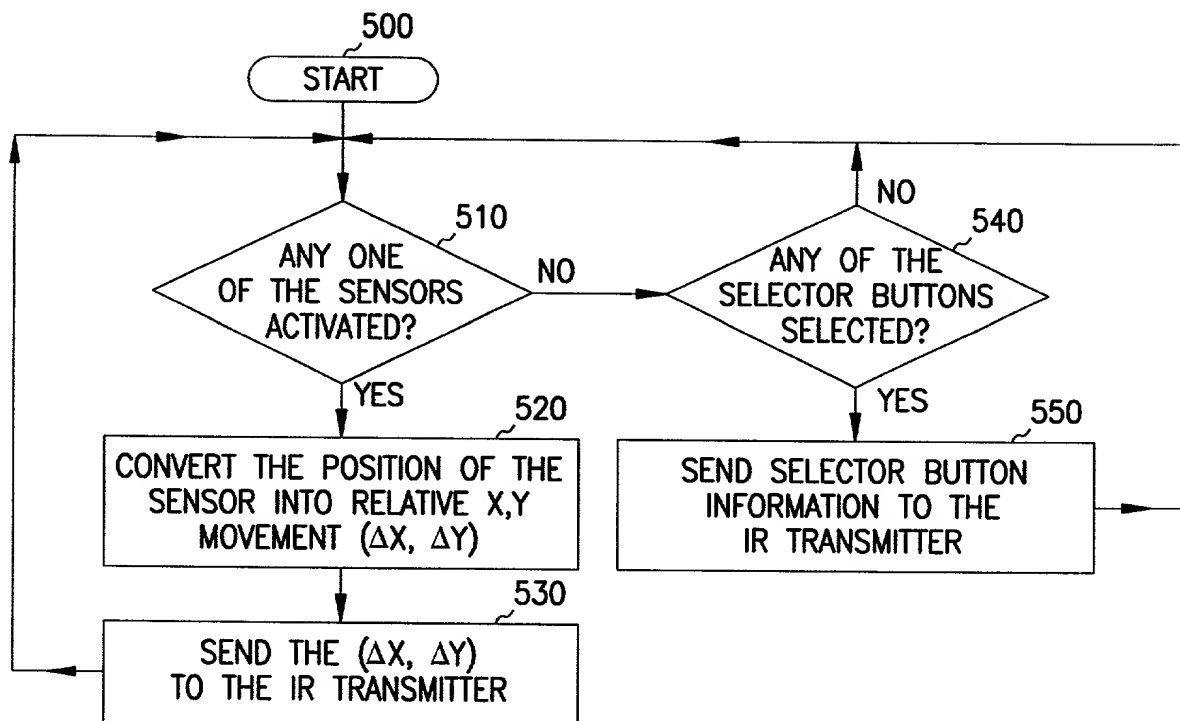 500
START
510
ANY ONE
OF THE SENSORS
ACTIVATED?
NO
YES
540
ANY OF THE
SELECTOR BUTTONS
SELECTED?
NO
YES
520
CONVERT THE POSITION OF THE
SENSOR INTO RELATIVE X,Y
MOVEMENT (ΔX, ΔY)
550
SEND SELECTOR BUTTON
INFORMATION TO THE
IR TRANSMITTER
530
SEND THE (ΔX, ΔY)
TO THE IR TRANSMITTER